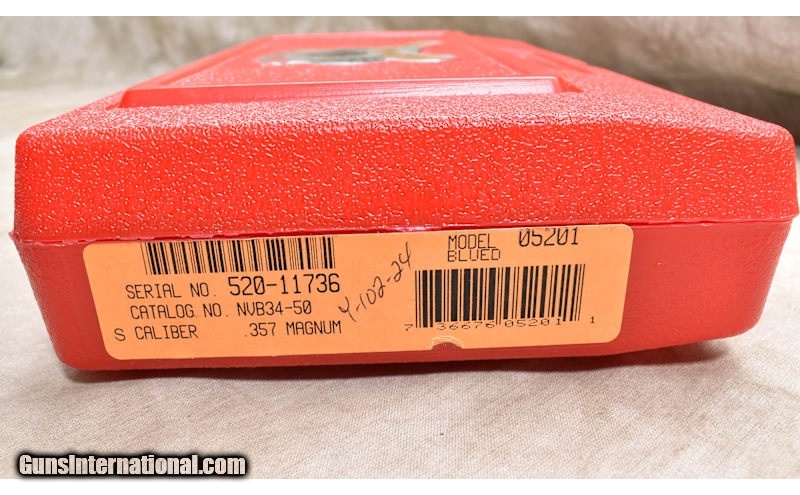 SERIAL NO. 520-11736
CATALOG NO. NVB34-50
S CALIBER .357 MAGNUM
Y-102-24
MODEL 05201
BLUED
7 36676 05201 1
GunsInternational.com